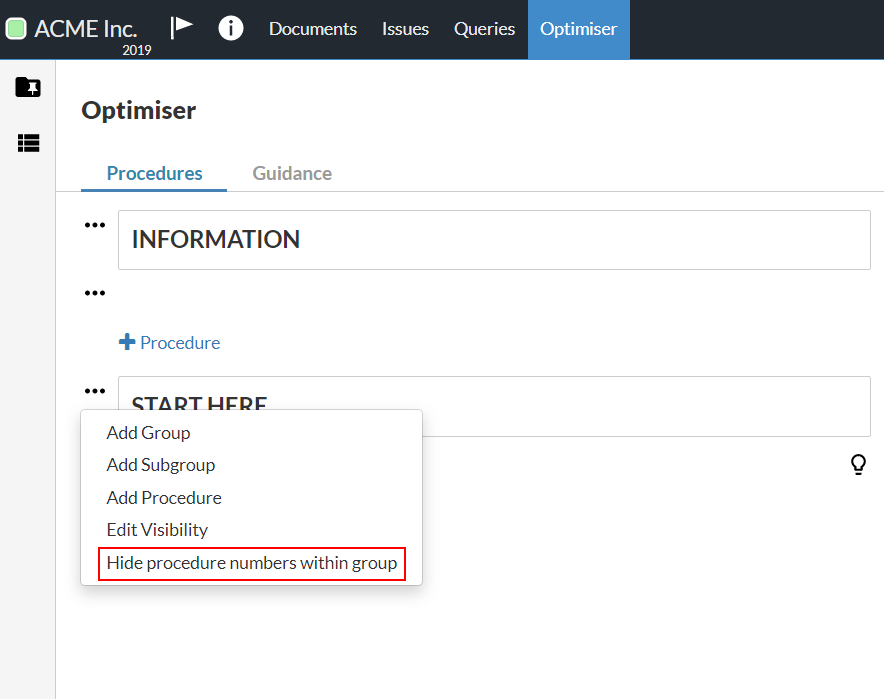 ACME Inc.
2019
Documents Issues Queries Optimiser
Optimiser
Procedures Guidance
INFORMATION
Procedure
START HERE
Add Group
Add Subgroup
Add Procedure
Edit Visibility
Hide procedure numbers within group